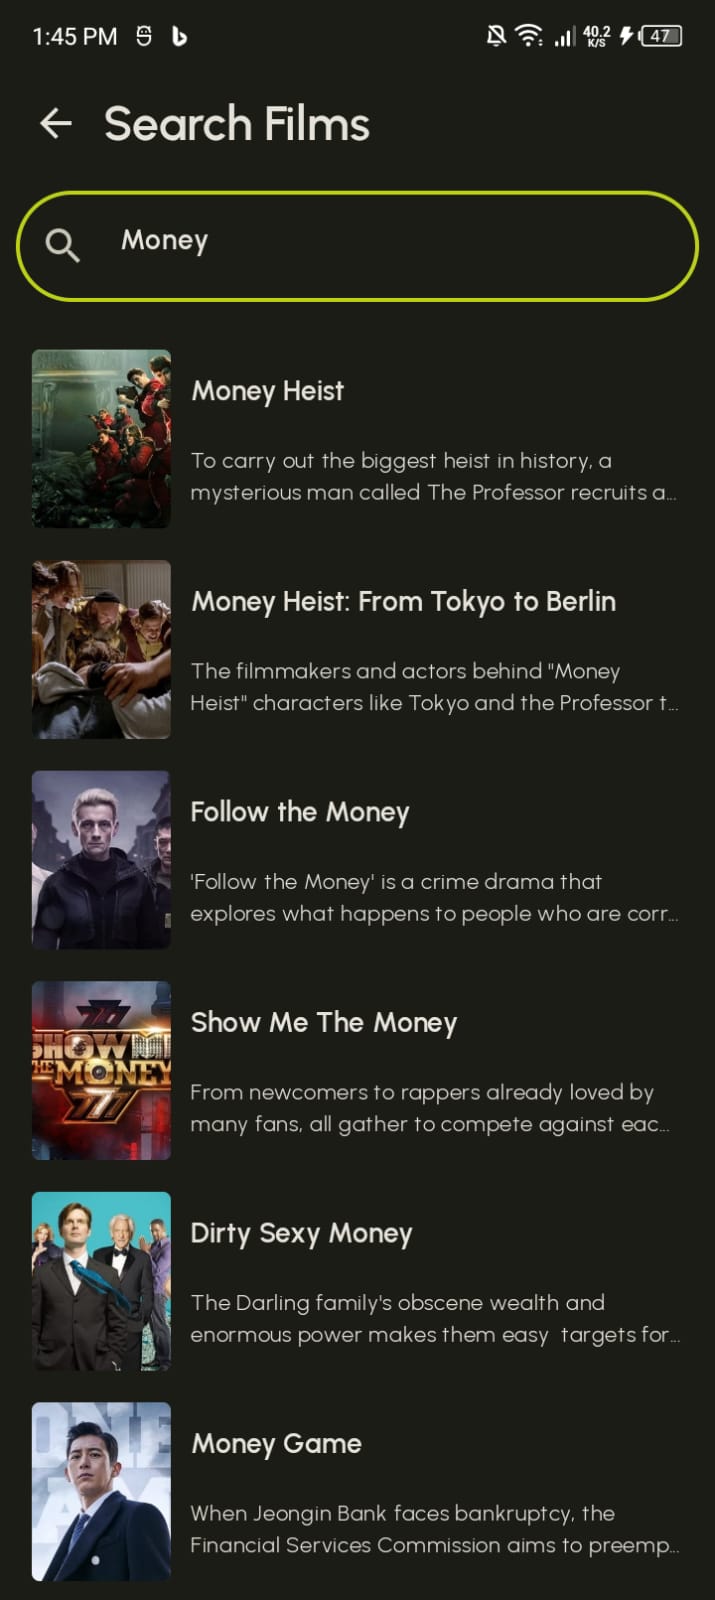 1:45 PM
40.2
K/S
47
Search Films
Money
Money Heist
To carry out the biggest heist in history, a
mysterious man called The Professor recruits a...
Money Heist: From Tokyo to Berlin
The filmmakers and actors behind "Money
Heist" characters like Tokyo and the Professor t...
Follow the Money
'Follow the Money' is a crime drama that
explores what happens to people who are corr...
SHOW ME
THE MONEY
777
Show Me The Money
From newcomers to rappers already loved by
many fans, all gather to compete against eac...
Dirty Sexy Money
The Darling family's obscene wealth and
enormous power makes them easy  targets for...
Money Game
When Jeongin Bank faces bankruptcy, the
Financial Services Commission aims to preemp...